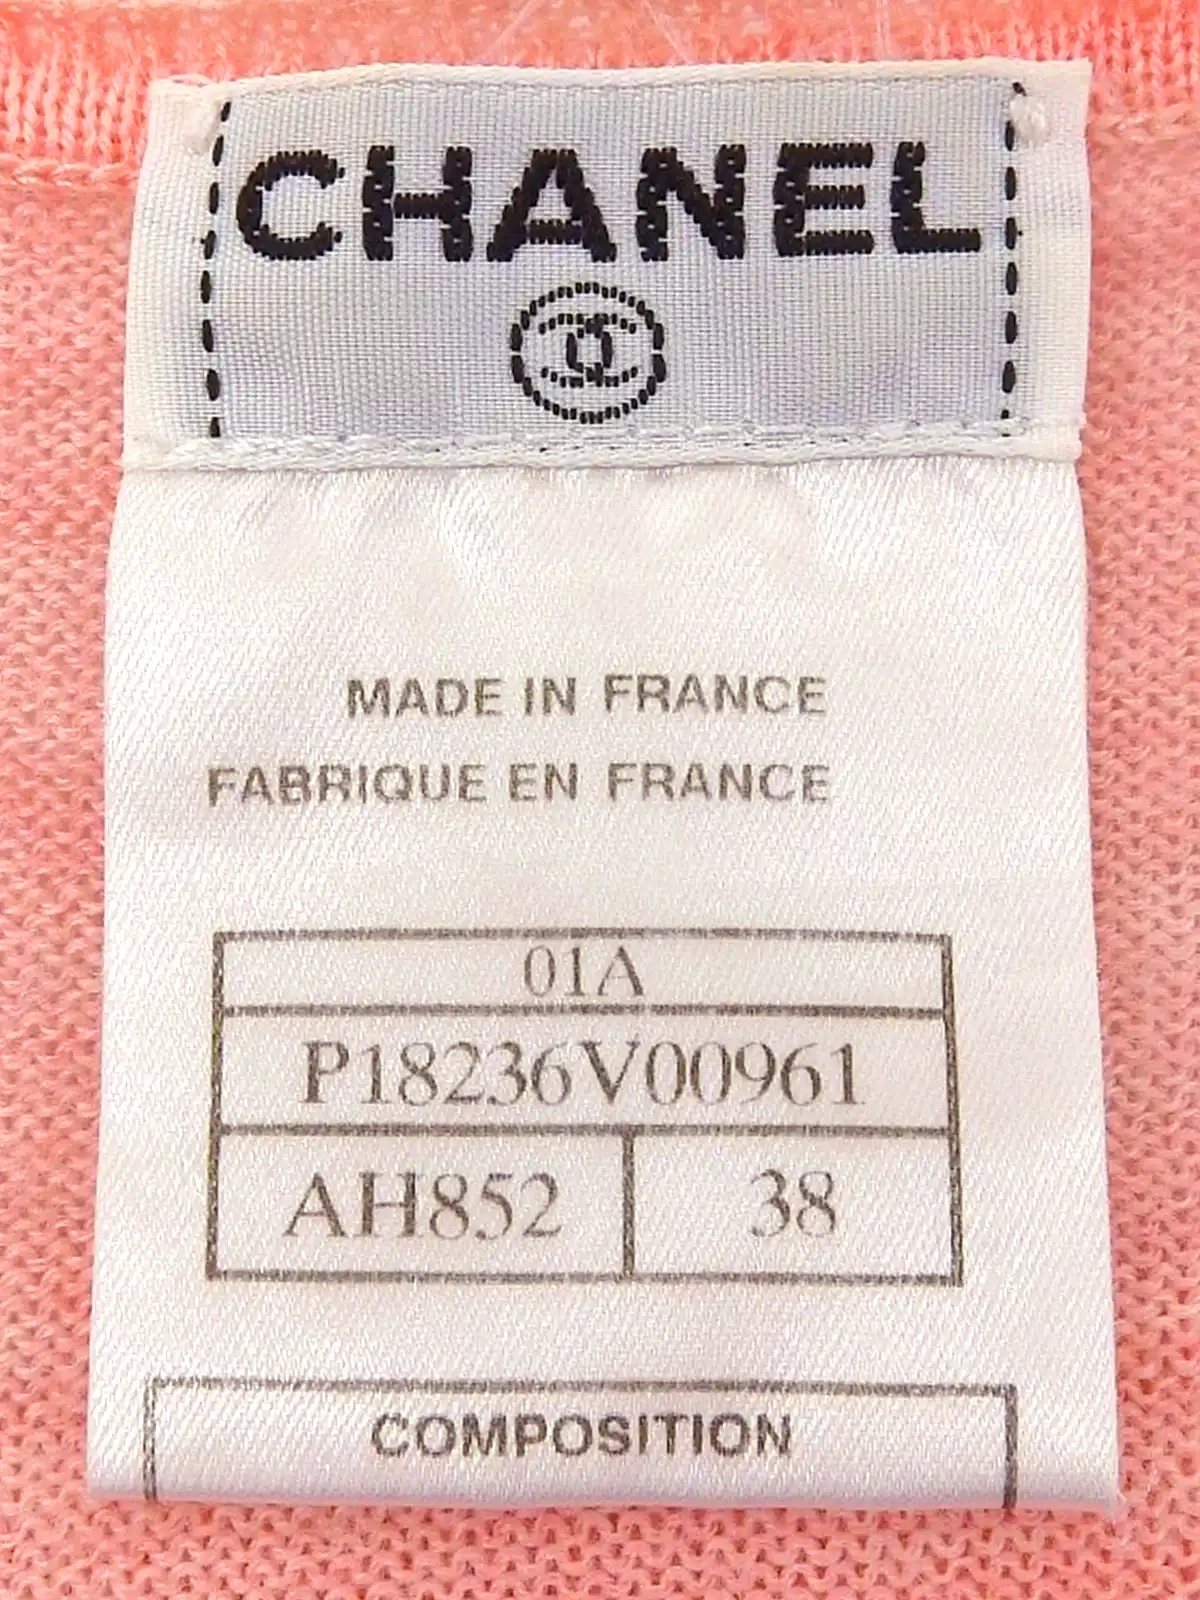 CHANEL
MADE IN FRANCE
FABRIQUE EN FRANCE
01A
P18236V00961
AH852 38
COMPOSITION